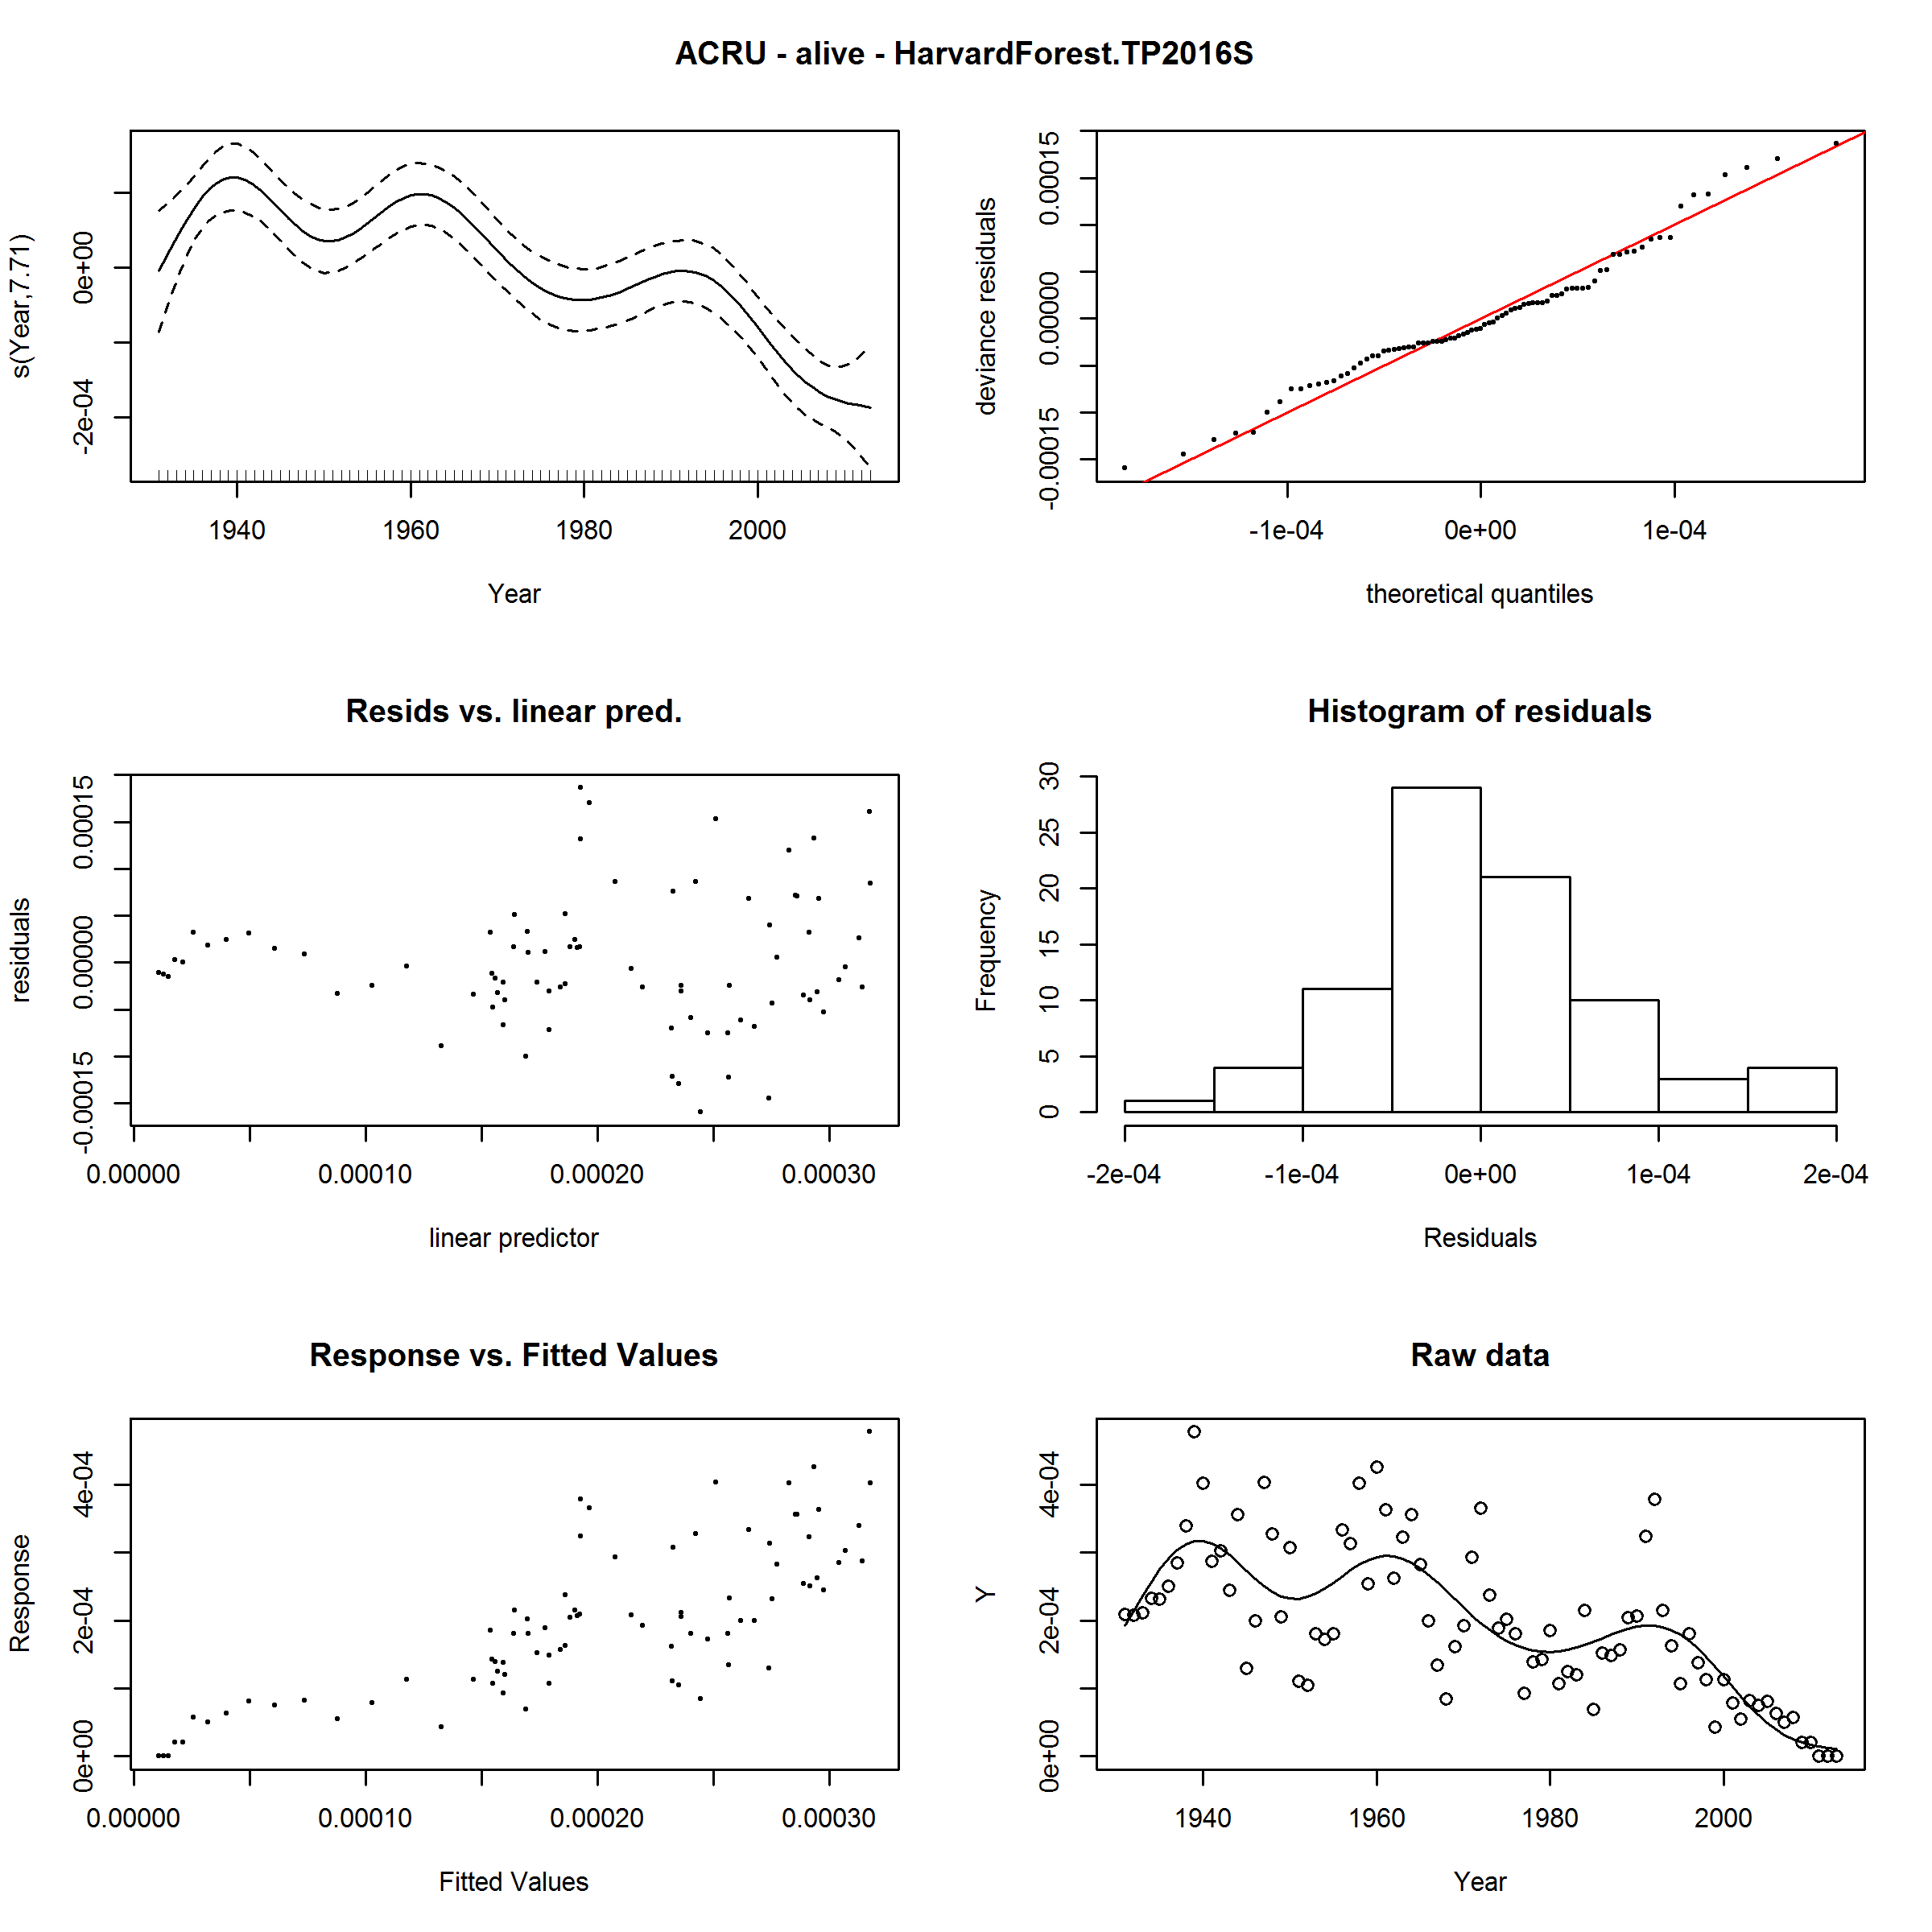 ACRU - alive - HarvardForest.TP2016S
s(Year,7.71)
-2e-04
0e+00
1940
1960
1980
2000
Year
deviance residuals
-0.00015
0.00000
0.00015
-1e-04
0e+00
1e-04
theoretical quantiles
Resids vs. linear pred.
residuals
-0.00015
0.00000
0.00015
0.00000
0.00010
0.00020
0.00030
linear predictor
Histogram of residuals
Frequency
0
5
10
15
20
25
30
-2e-04
-1e-04
0e+00
1e-04
2e-04
Residuals
Response vs. Fitted Values
Response
0e+00
2e-04
4e-04
0.00000
0.00010
0.00020
0.00030
Fitted Values
Raw data
Y
0e+00
2e-04
4e-04
1940
1960
1980
2000
Year